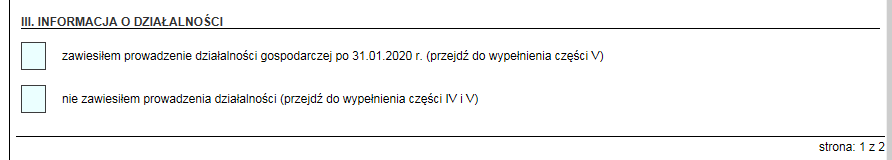 III. INFORMACJA O DZIAŁALNOŚCI
zawiesiłem prowadzenie działalności gospodarczej po 31.01.2020 r. (przejdź do wypełnienia części V)
nie zawiesiłem prowadzenia działalności (przejdź do wypełnienia części IV i V)
strona: 1 z 2